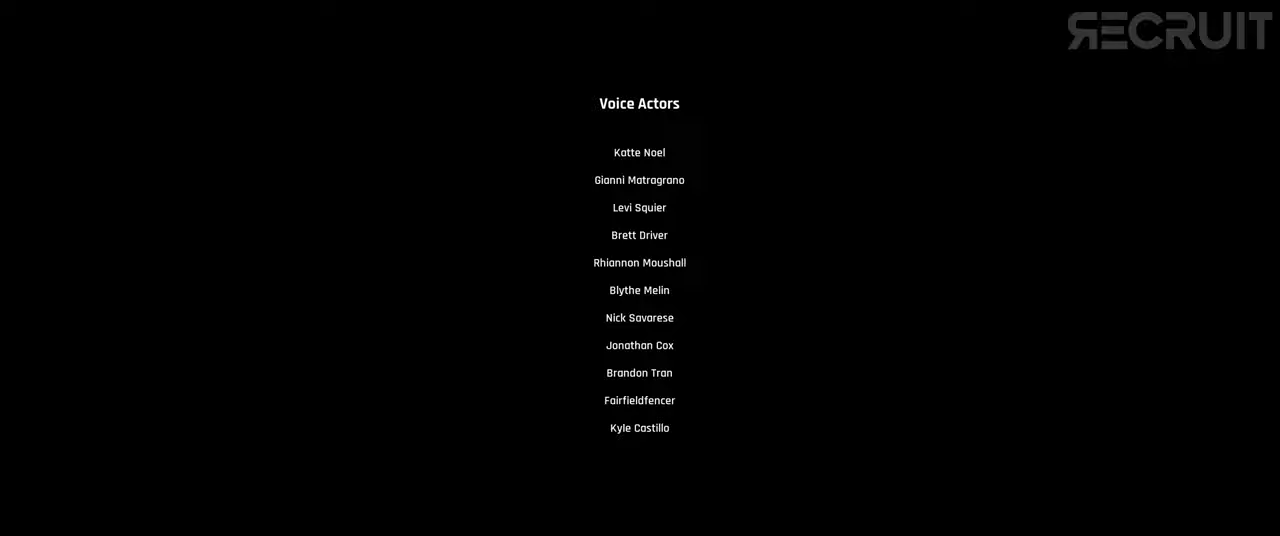 RECRUIT
Voice Actors
Katte Noel
Gianni Matragrano
Levi Squier
Brett Driver
Rhiannon Moushall
Blythe Melin
Nick Savarese
Jonathan Cox
Brandon Tran
Fairfieldfencer
Kyle Castillo